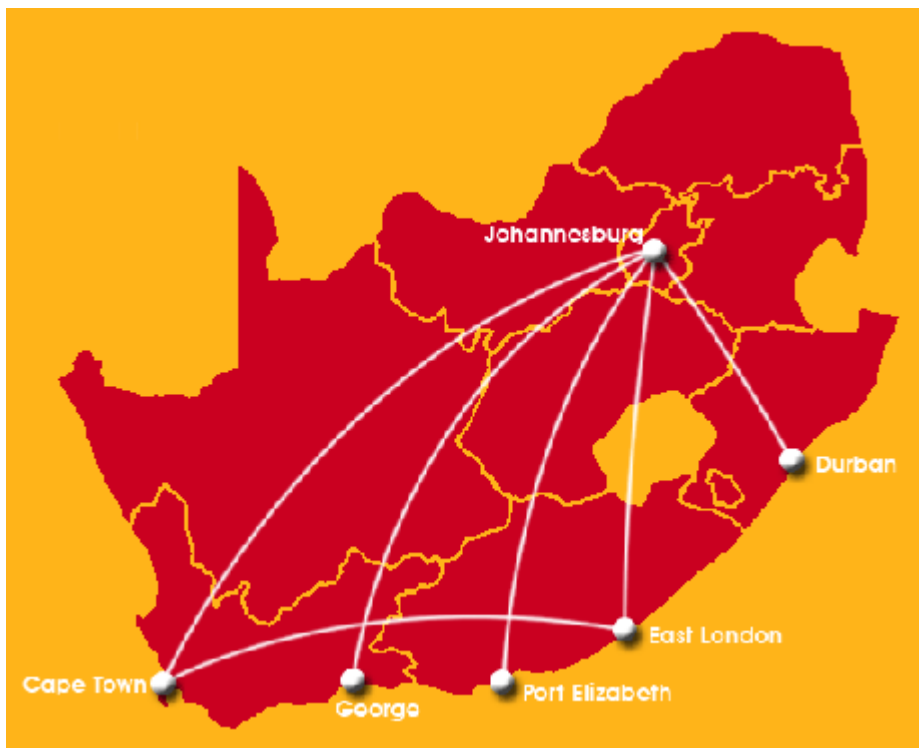 Johannesburg
Durban
East London
Cape Town
Port Elizabeth
George